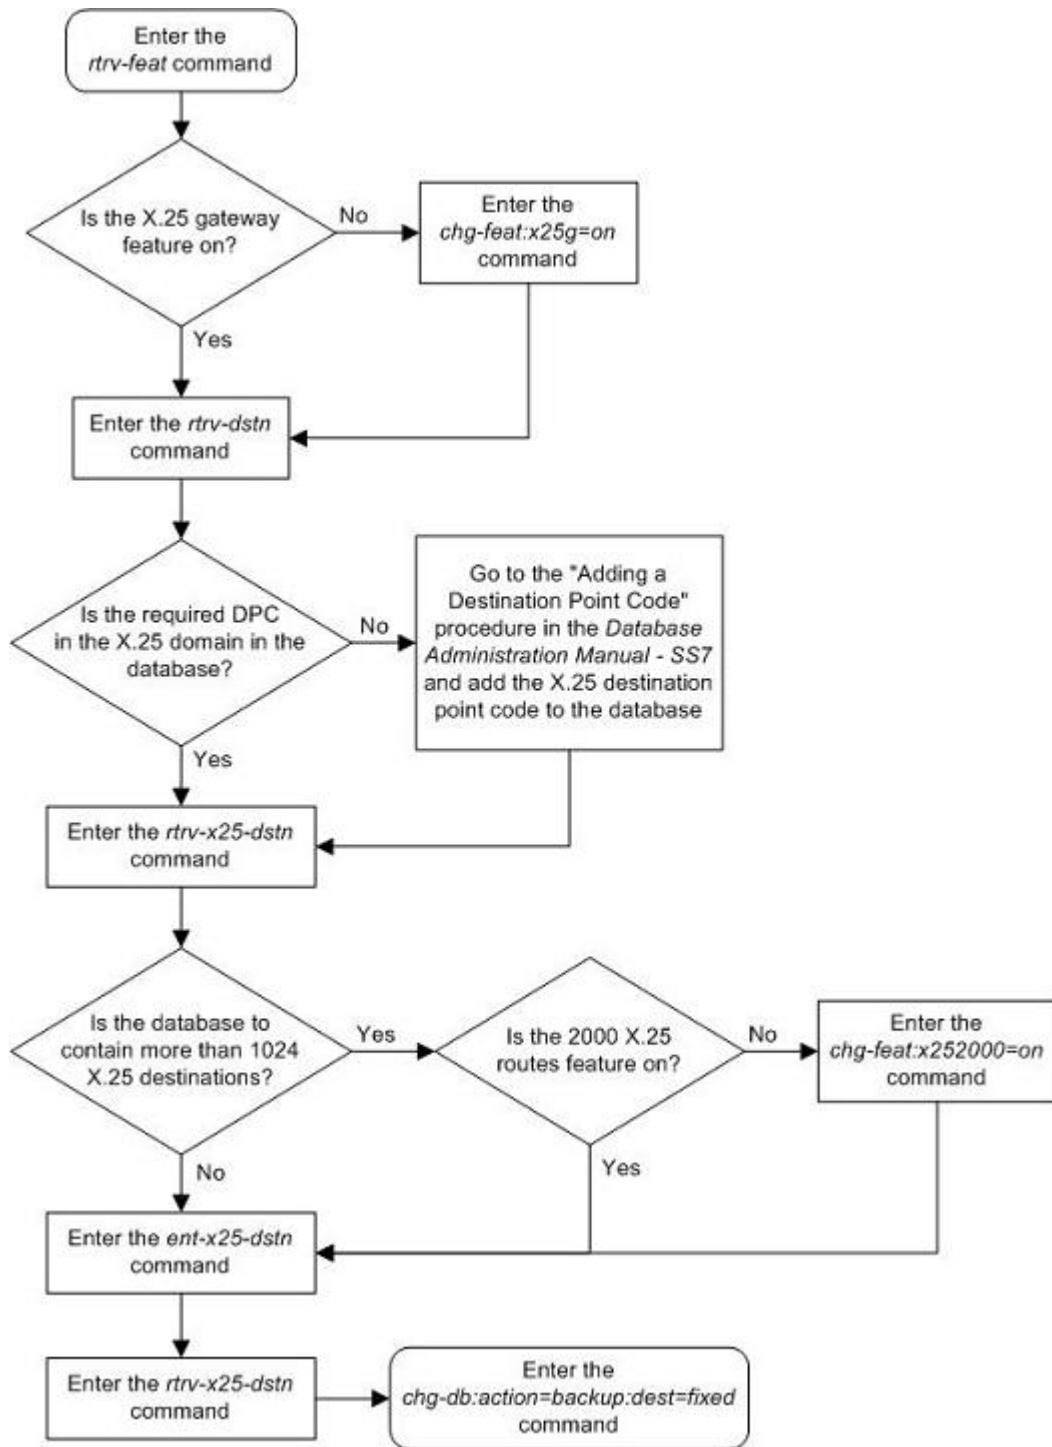 Enter the
rtrv-feat command
Is the X.25 gateway
feature on?
No
Enter the
chg-feat:x25g=on
command
Yes
Enter the rtrv-dstn
command
Is the required DPC
in the X.25 domain in the
database?
No
Go to the "Adding a
Destination Point Code"
procedure in the Database
Administration Manual - SS7
and add the X.25 destination
point code to the database
Yes
Enter the rtrv-x25-dstn
command
Is the database to
contain more than 1024
X.25 destinations?
Yes
Is the 2000 X.25
routes feature on?
No
Enter the
chg-feat:x252000=on
command
Yes
No
Enter the ent-x25-dstn
command
Enter the rtrv-x25-dstn
command
Enter the
chg-db:action=backup:dest=fixed
command